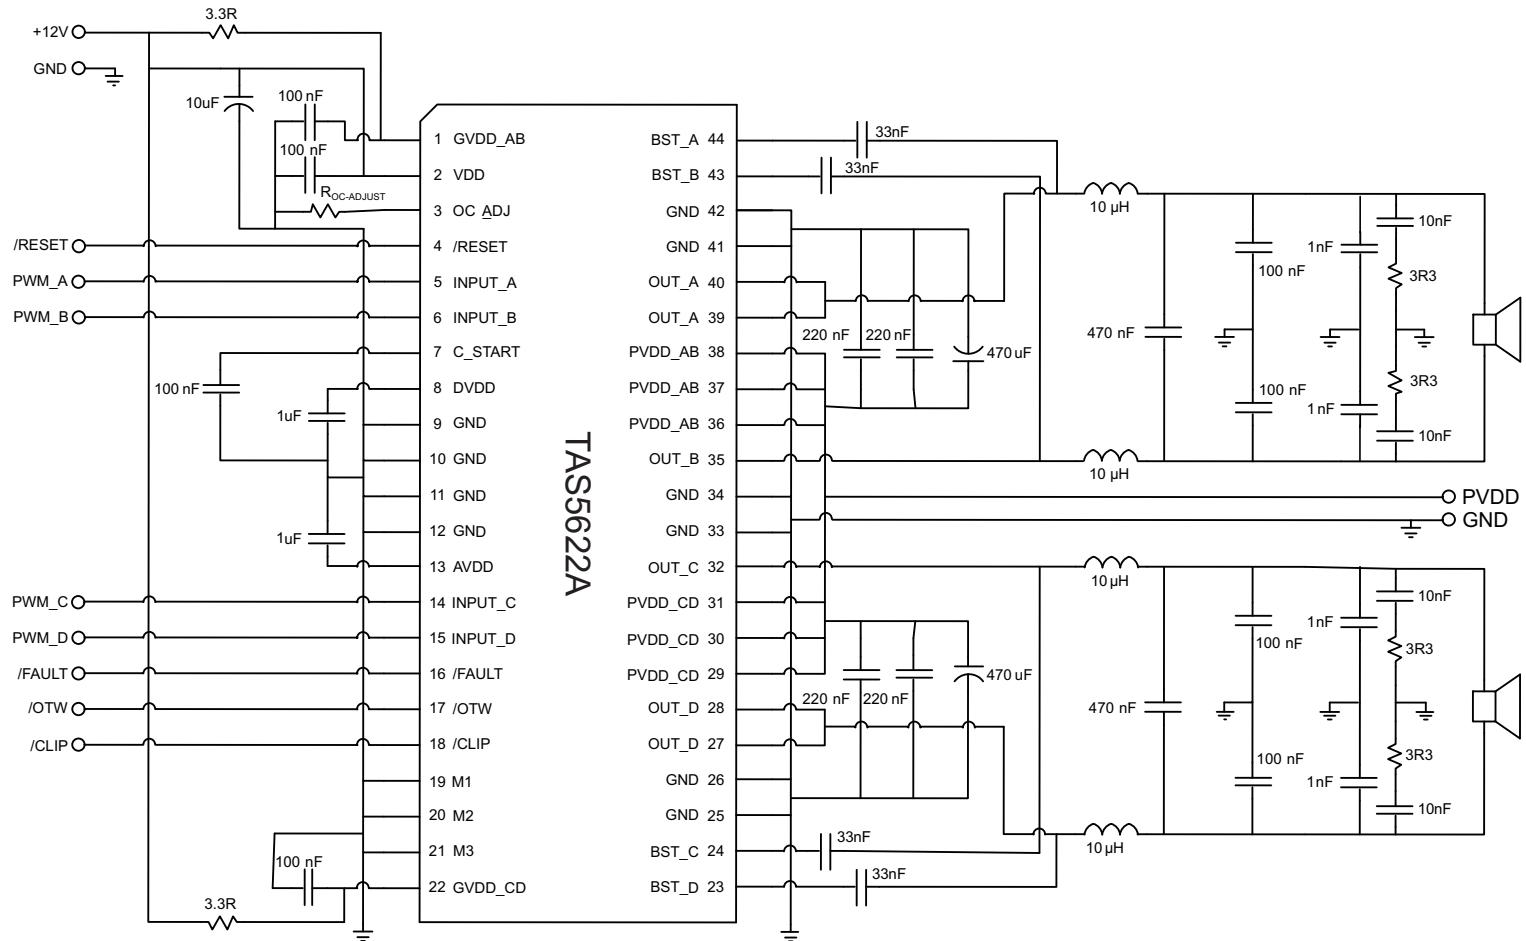 3.3R
+12V
GND
10uF
100 nF
100 nF
ROC-ADJUST
/RESET
PWM_A
PWM_B
100 nF
1uF
1uF
PWM_C
PWM_D
/FAULT
/OTW
/CLIP
100 nF
3.3R
1 GVDD_AB
2 VDD
3 OC_ADJ
4 /RESET
5 INPUT_A
6 INPUT_B
7 C_START
8 DVDD
9 GND
10 GND
11 GND
12 GND
13 AVDD
14 INPUT_C
15 INPUT_D
16 /FAULT
17 /OTW
18 /CLIP
19 M1
20 M2
21 M3
22 GVDD_CD
TAS5622A
BST_A 44
BST_B 43
GND 42
GND 41
OUT_A 40
OUT_A 39
PVDD_AB 38
PVDD_AB 37
PVDD_AB 36
OUT_B 35
GND 34
GND 33
OUT_C 32
PVDD_CD 31
PVDD_CD 30
PVDD_CD 29
OUT_D 28
OUT_D 27
GND 26
GND 25
BST_C 24
BST_D 23
33nF
33nF
220 nF
220 nF
470 uF
10 µH
10 µH
470 nF
100 nF
100 nF
1nF
1nF
10nF
3R3
3R3
10nF
PVDD
GND
220 nF
220 nF
470 uF
33nF
33nF
10 µH
10 µH
470 nF
100 nF
100 nF
1nF
1nF
10nF
3R3
3R3
10nF